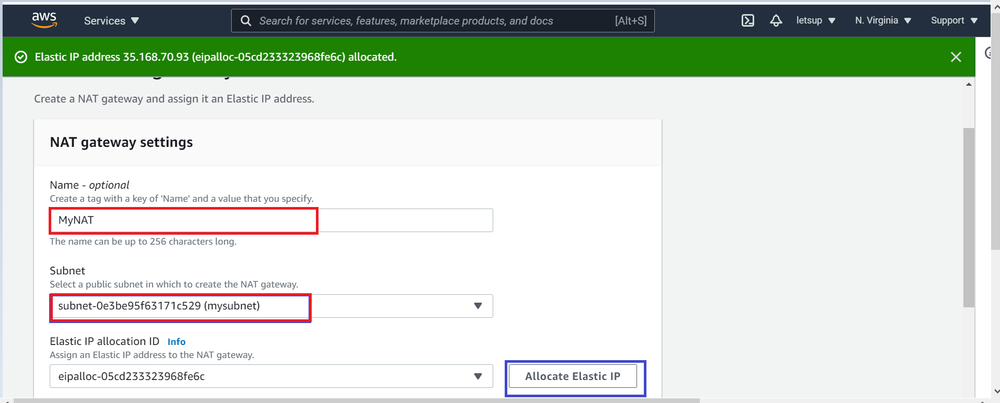 aws
Services
Search for services, features, marketplace products, and docs
[Alt+S]
letsup
N. Virginia
Support
Elastic IP address 35.168.70.93 (eipalloc-05cd233323968fe6c) allocated.
Create a NAT gateway and assign it an Elastic IP address.
NAT gateway settings
Name - optional
Create a tag with a key of 'Name' and a value that you specify.
MyNAT
The name can be up to 256 characters long.
Subnet
Select a public subnet in which to create the NAT gateway.
subnet-0e3be95f63171c529 (mysubnet)
Elastic IP allocation ID Info
Assign an Elastic IP address to the NAT gateway.
eipalloc-05cd233323968fe6c
Allocate Elastic IP